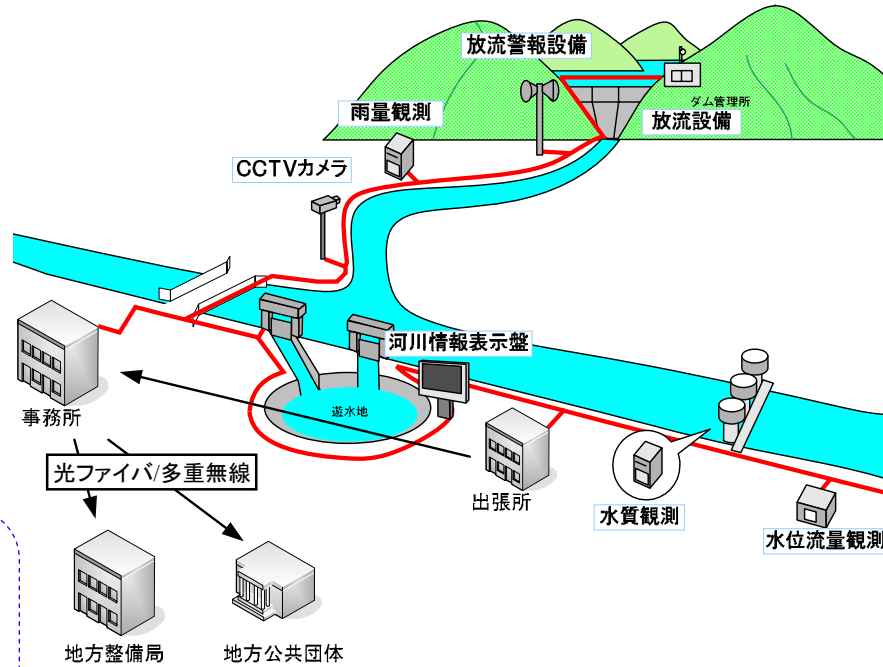 放流警報設備
ダム管理所
放流設備
雨量観測
CCTVカメラ
河川情報表示盤
遊水地
事務所
光ファイバ/多重無線
出張所
水質観測
水位流量観測
地方整備局
地方公共団体